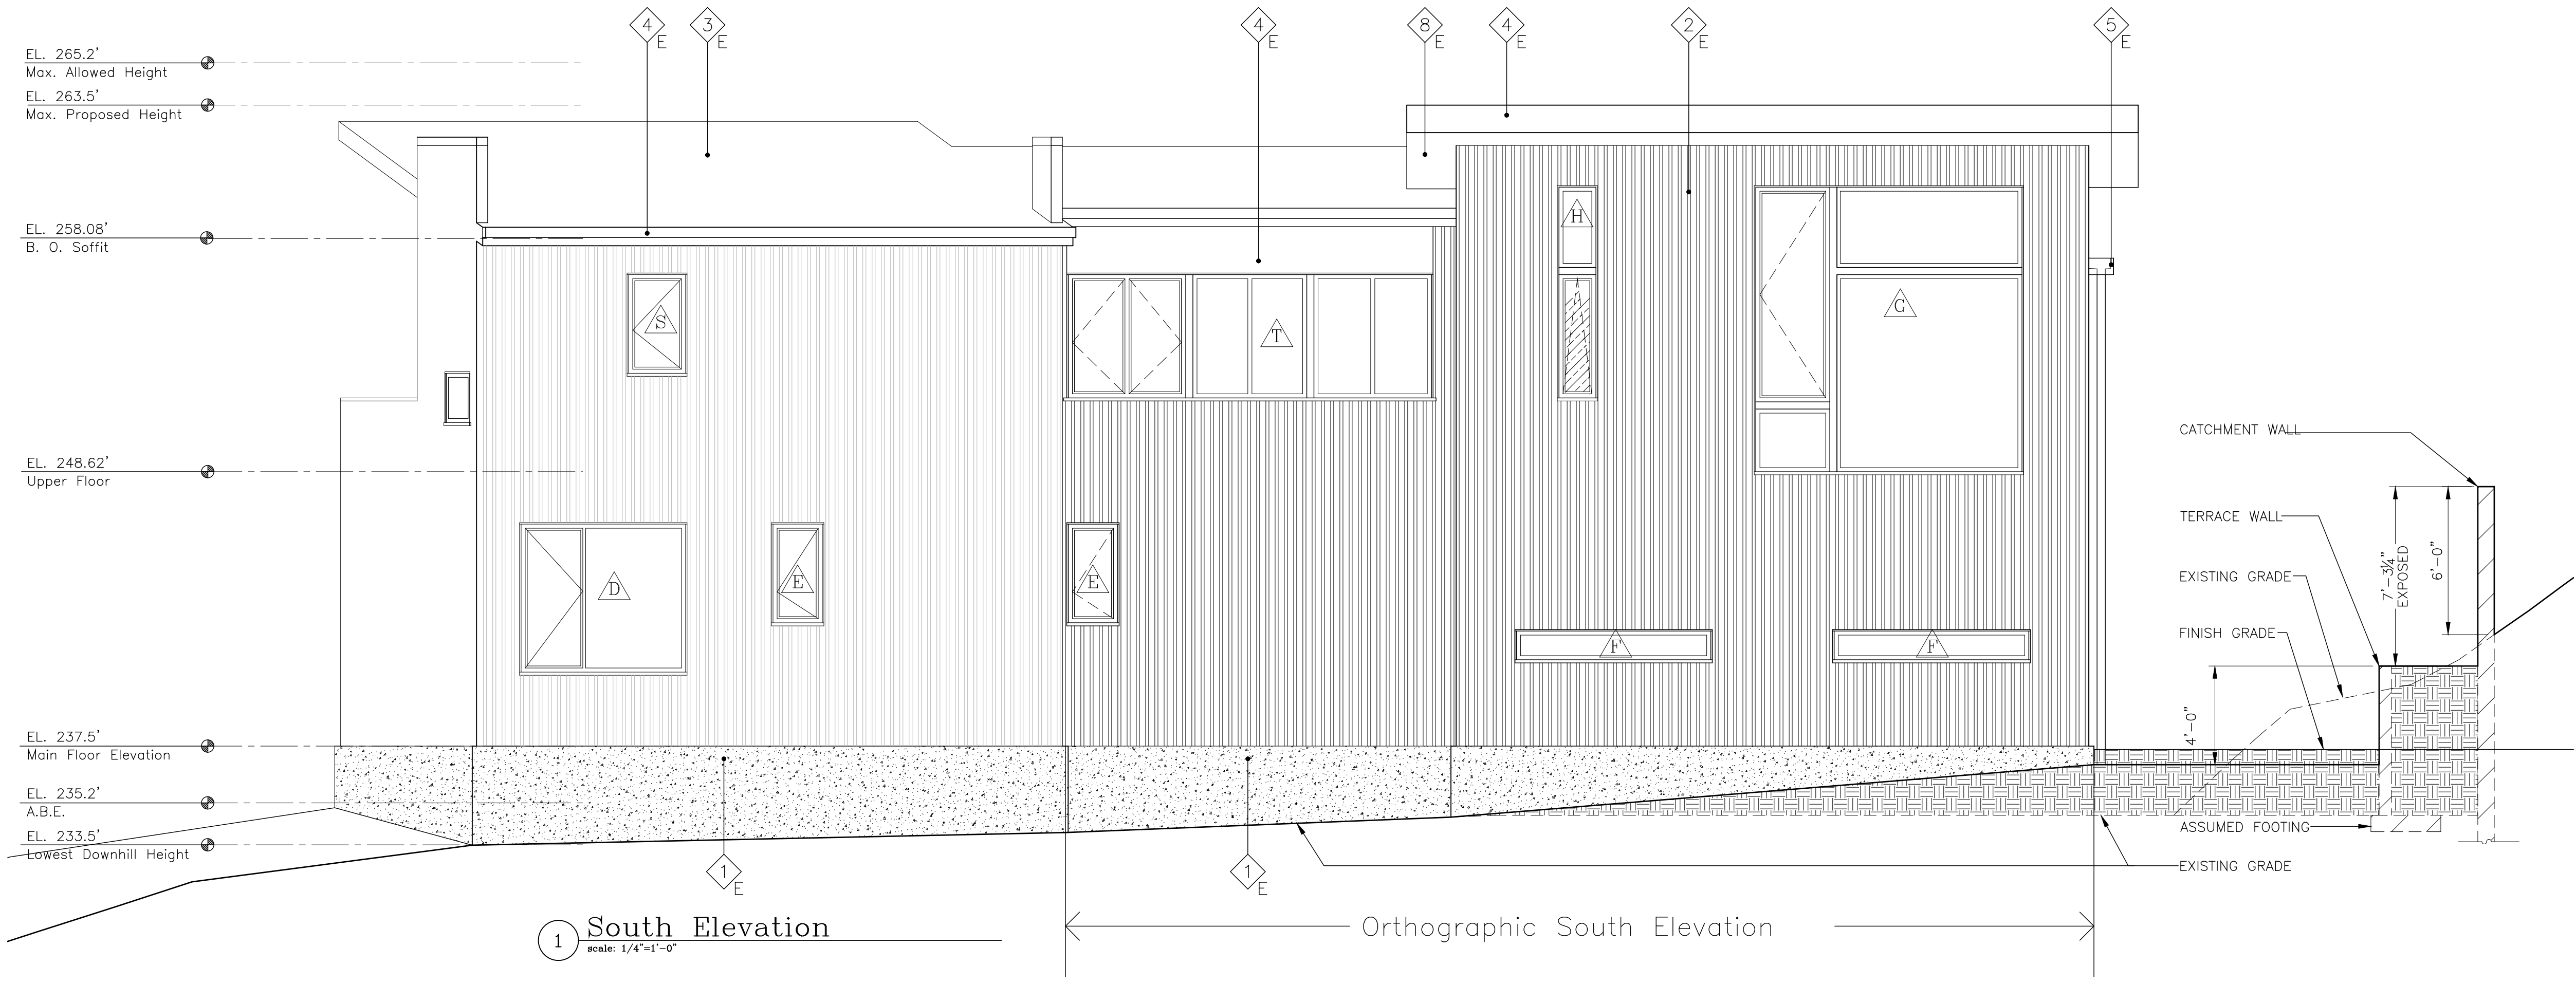 4
E
3
E
4
E
8
E
4
E
2
E
5
E
EL. 265.2'
Max. Allowed Height
EL. 263.5'
Max. Proposed Height
EL. 258.08'
B. O. Soffit
EL. 248.62'
Upper Floor
EL. 237.5'
Main Floor Elevation
EL. 235.2'
A.B.E.
EL. 233.5'
Lowest Downhill Height
H
S
T
G
D
E
E
F
F
CATCHMENT WALL
TERRACE WALL
EXISTING GRADE
FINISH GRADE
7'-3¼"
EXPOSED
6'-0"
4'-0"
ASSUMED FOOTING
EXISTING GRADE
1
E
1
E
1
South Elevation
scale: 1/4"=1'-0"
Orthographic South Elevation